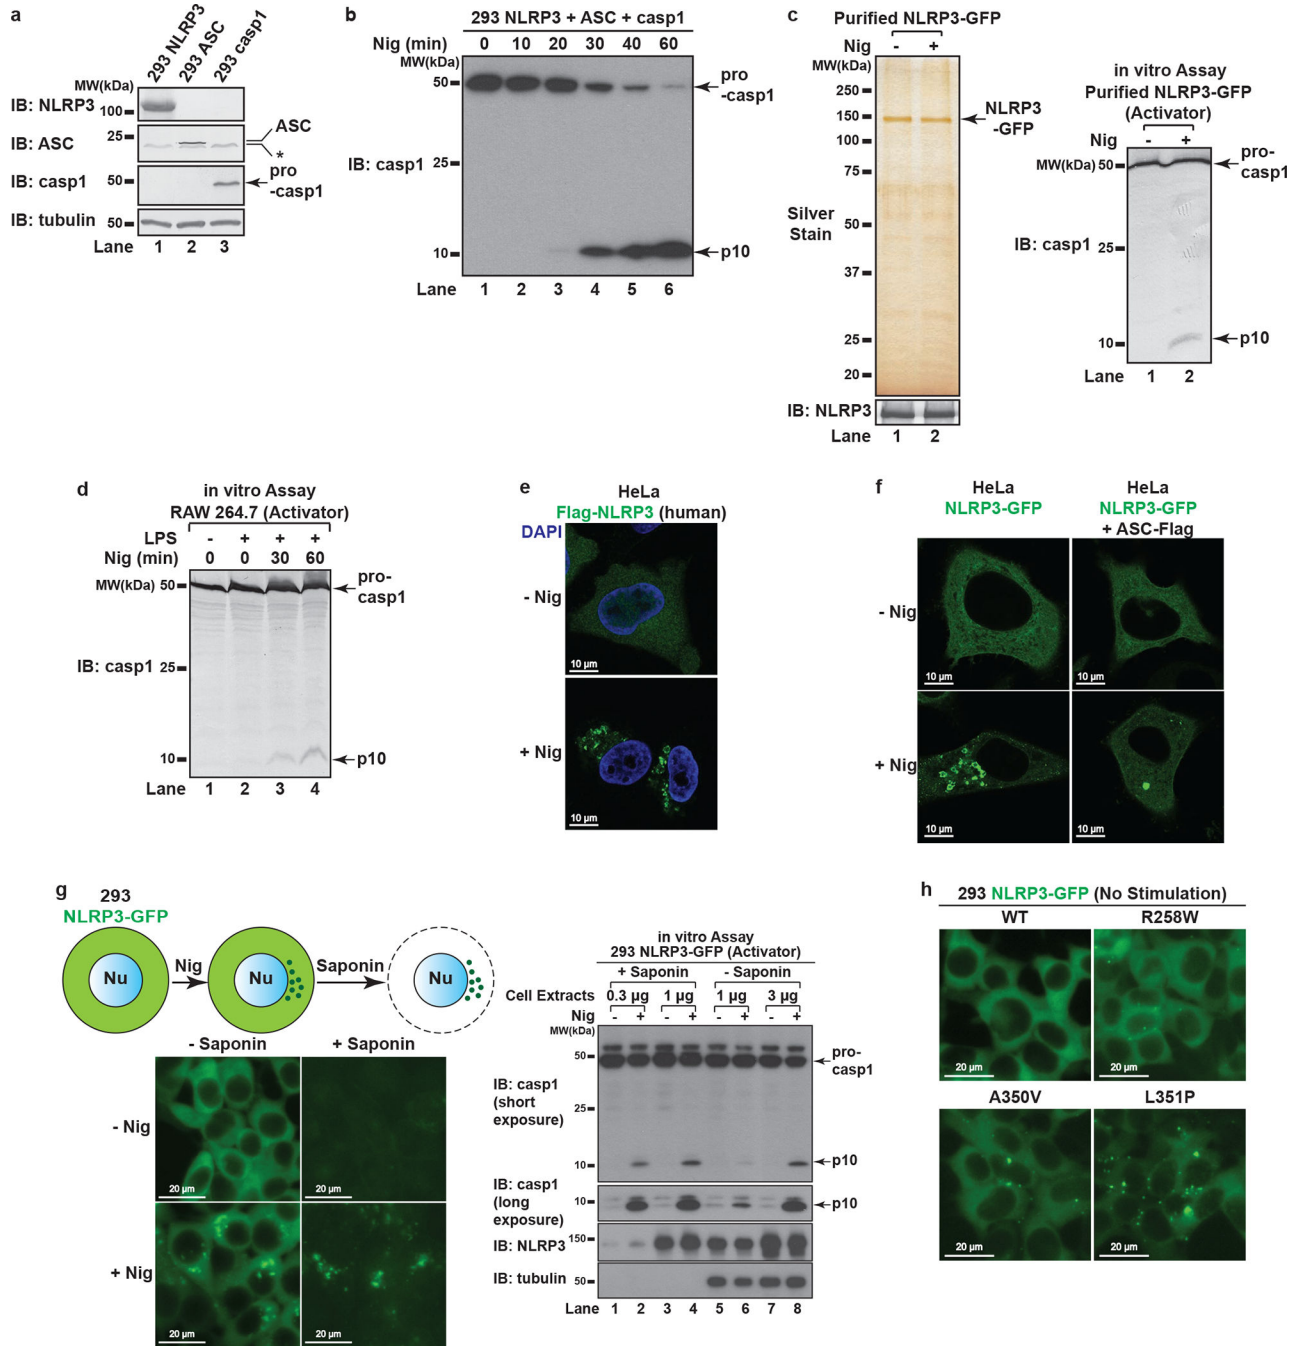 a
293 NLRP3
293 ASC
293 casp1
MW(kDa)
IB: NLRP3
100
25
ASC
IB: ASC
*
IB: casp1
50
pro
-casp1
IB: tubulin
50
Lane 1 2 3
b
293 NLRP3 + ASC + casp1
Nig (min) 0 10 20 30 40 60
MW(kDa)
50
pro
-casp1
IB: casp1
25
10
p10
Lane 1 2 3 4 5 6
c
Purified NLRP3-GFP
Nig - +
MW(kDa)
250
150
NLRP3
-GFP
100
75
Silver
Stain
50
37
25
20
IB: NLRP3
Lane 1 2
in vitro Assay
Purified NLRP3-GFP
(Activator)
Nig - +
MW(kDa) 50
pro-
casp1
IB: casp1
25
10
p10
Lane 1 2
d
in vitro Assay
RAW 264.7 (Activator)
LPS - + + +
Nig (min) 0 0 30 60
MW(kDa) 50
pro-
casp1
IB: casp1
25
10
p10
Lane 1 2 3 4
e
HeLa
Flag-NLRP3 (human)
DAPI
- Nig
10 µm
+ Nig
10 µm
f
HeLa
NLRP3-GFP
HeLa
NLRP3-GFP
+ ASC-Flag
- Nig
10 µm
10 µm
+ Nig
10 µm
10 µm
g
293
NLRP3-GFP
Nu
Nig
Nu
Saponin
Nu
- Saponin
+ Saponin
- Nig
20 µm
20 µm
+ Nig
20 µm
20 µm
in vitro Assay
293 NLRP3-GFP (Activator)
+ Saponin - Saponin
Cell Extracts 0.3 µg 1 µg 1 µg 3 µg
Nig - + - + - + - +
MW(kDa)
50
pro-
casp1
IB: casp1
(short
exposure)
25
10
p10
IB: casp1
(long
exposure)
10
p10
IB: NLRP3
150
IB: tubulin
50
Lane 1 2 3 4 5 6 7 8
h
293 NLRP3-GFP (No Stimulation)
WT
R258W
20 µm
20 µm
A350V
L351P
20 µm
20 µm